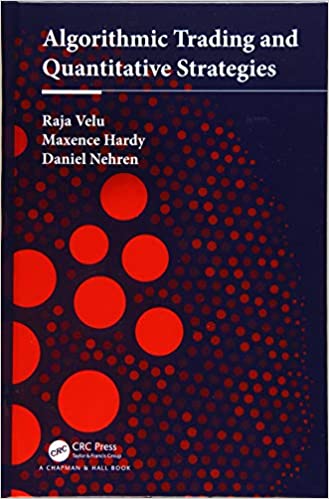 Algorithmic Trading and
Quantitative Strategies
Raja Velu
Maxence Hardy
Daniel Nehren
CRC
CRC Press
Taylor & Francis Group
A CHAPMAN & HALL BOOK